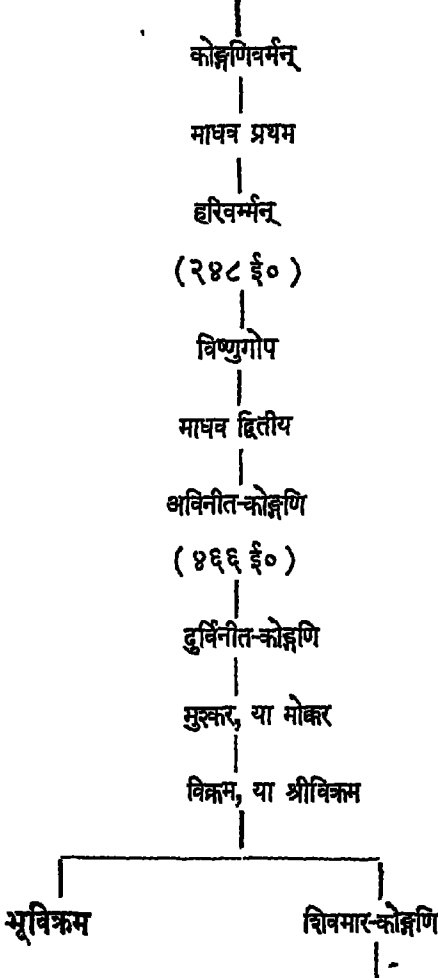 कोङ्गणिवर्मन्
माधव प्रथम
हरिवर्म्मन्
(२४८ ई०)
विष्णुगोप
माधव द्वितीय
अविनीत-कोङ्गणि
(४६६ ई०)
दुर्विनीत-कोङ्गणि
मुश्कर, या मोक्कर
विक्रम, या श्रीविक्रम
भूविक्रम शिवमार-कोङ्गणि